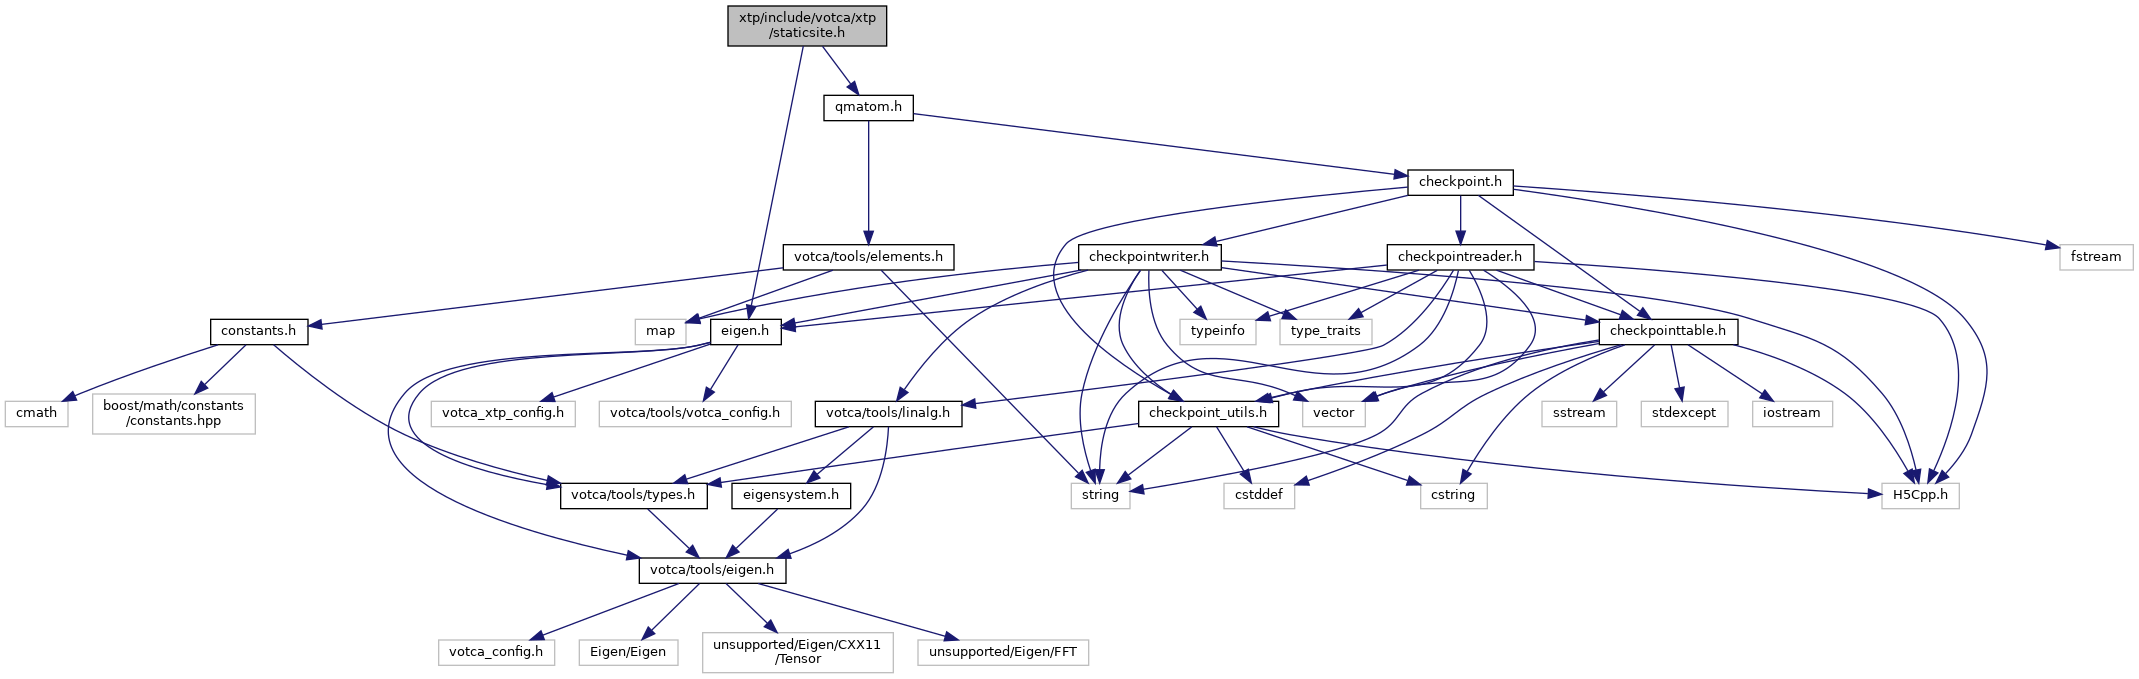 xtp/include/votca/xtp
/staticsite.h
qmatom.h
checkpoint.h
votca/tools/elements.h
checkpointwriter.h
checkpointreader.h
fstream
constants.h
map
eigen.h
typeinfo
type_traits
checkpointtable.h
cmath
boost/math/constants
/constants.hpp
votca_xtp_config.h
votca/tools/votca_config.h
votca/tools/linalg.h
checkpoint_utils.h
vector
sstream
stdexcept
iostream
votca/tools/types.h
eigensystem.h
string
cstddef
cstring
H5Cpp.h
votca/tools/eigen.h
votca_config.h
Eigen/Eigen
unsupported/Eigen/CXX11
/Tensor
unsupported/Eigen/FFT